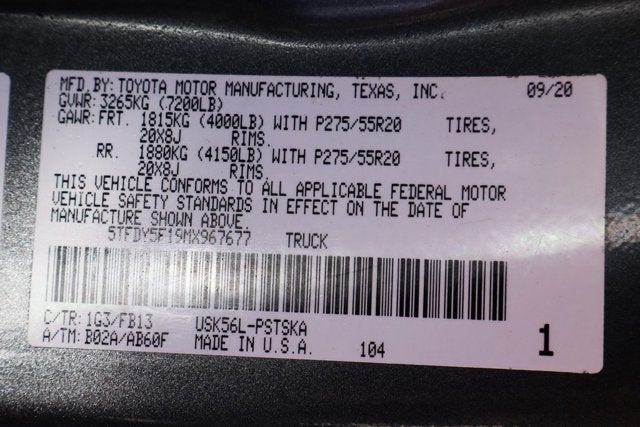 MFD.BY:TOYOTA MOTOR MANUFACTURING, TEXAS, INC. 09/20
GVWR:3265KG (7200LB)
GAWR:FRT. 1815KG (4000LB) WITH P275/55R20 TIRES,
20X8J RIMS.
RR. 1880KG (4150LB) WITH P275/55R20 TIRES,
20X8J RIMS.
THIS VEHICLE CONFORMS TO ALL APPLICABLE FEDERAL MOTOR
VEHICLE SAFETY STANDARDS IN EFFECT ON THE DATE OF
MANUFACTURE SHOWN ABOVE.
5TFDY5F19MX967677 TRUCK
C/TR:1G3/FB13 USK56L-PSTSKA
A/TM:B02A/AB60F MADE IN U.S.A. 104 1